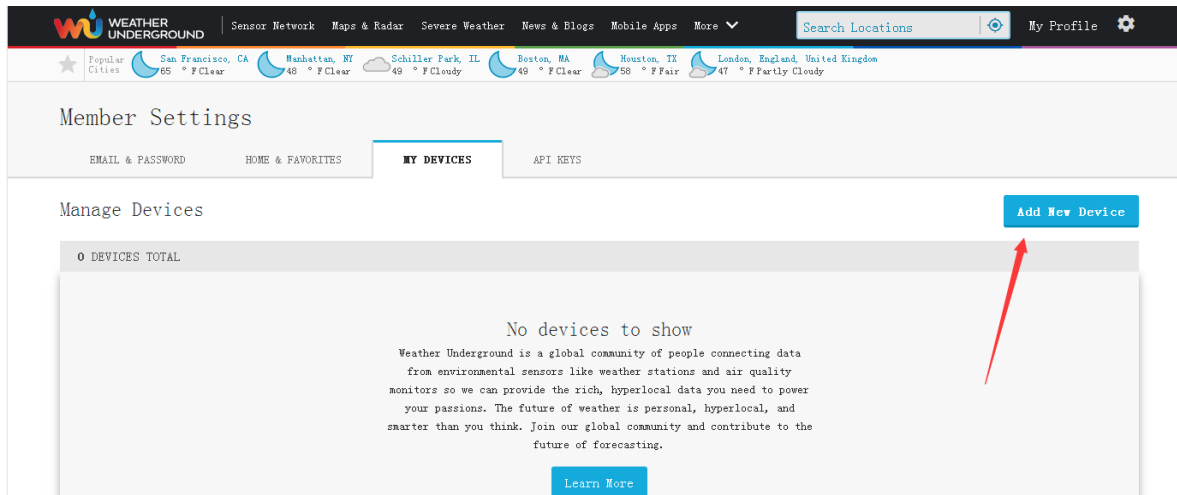 WEATHER UNDERGROUND Sensor Network Maps & Radar Severe Weather News & Blogs Mobile Apps More Search Locations My Profile
Popular Cities San Francisco, CA 65 °F Clear Manhattan, NY 48 °F Clear Schiller Park, IL 49 °F Cloudy Boston, MA 49 °F Clear Houston, TX 58 °F Fair London, England, United Kingdom 47 °F Partly Cloudy
Member Settings
EMAIL & PASSWORD HOME & FAVORITES MY DEVICES API KEYS
Manage Devices Add New Device
0 DEVICES TOTAL
No devices to show
Weather Underground is a global community of people connecting data
from environmental sensors like weather stations and air quality
monitors so we can provide the rich, hyperlocal data you need to power
your passions. The future of weather is personal, hyperlocal, and
smarter than you think. Join our global community and contribute to the
future of forecasting.
Learn More